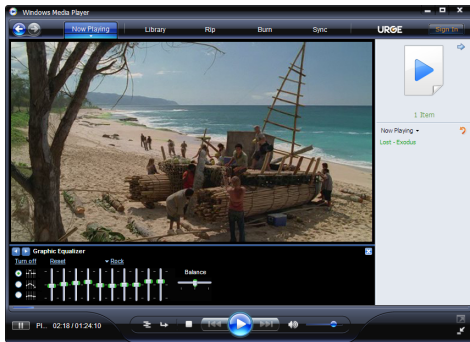 Windows Media Player
Now Playing Library Rip Burn Sync URGE Sign In
1 Item
Now Playing
Lost - Exodus
Graphic Equalizer
Turn off Reset Rock Balance
Pl... 02:18 / 01:24:10